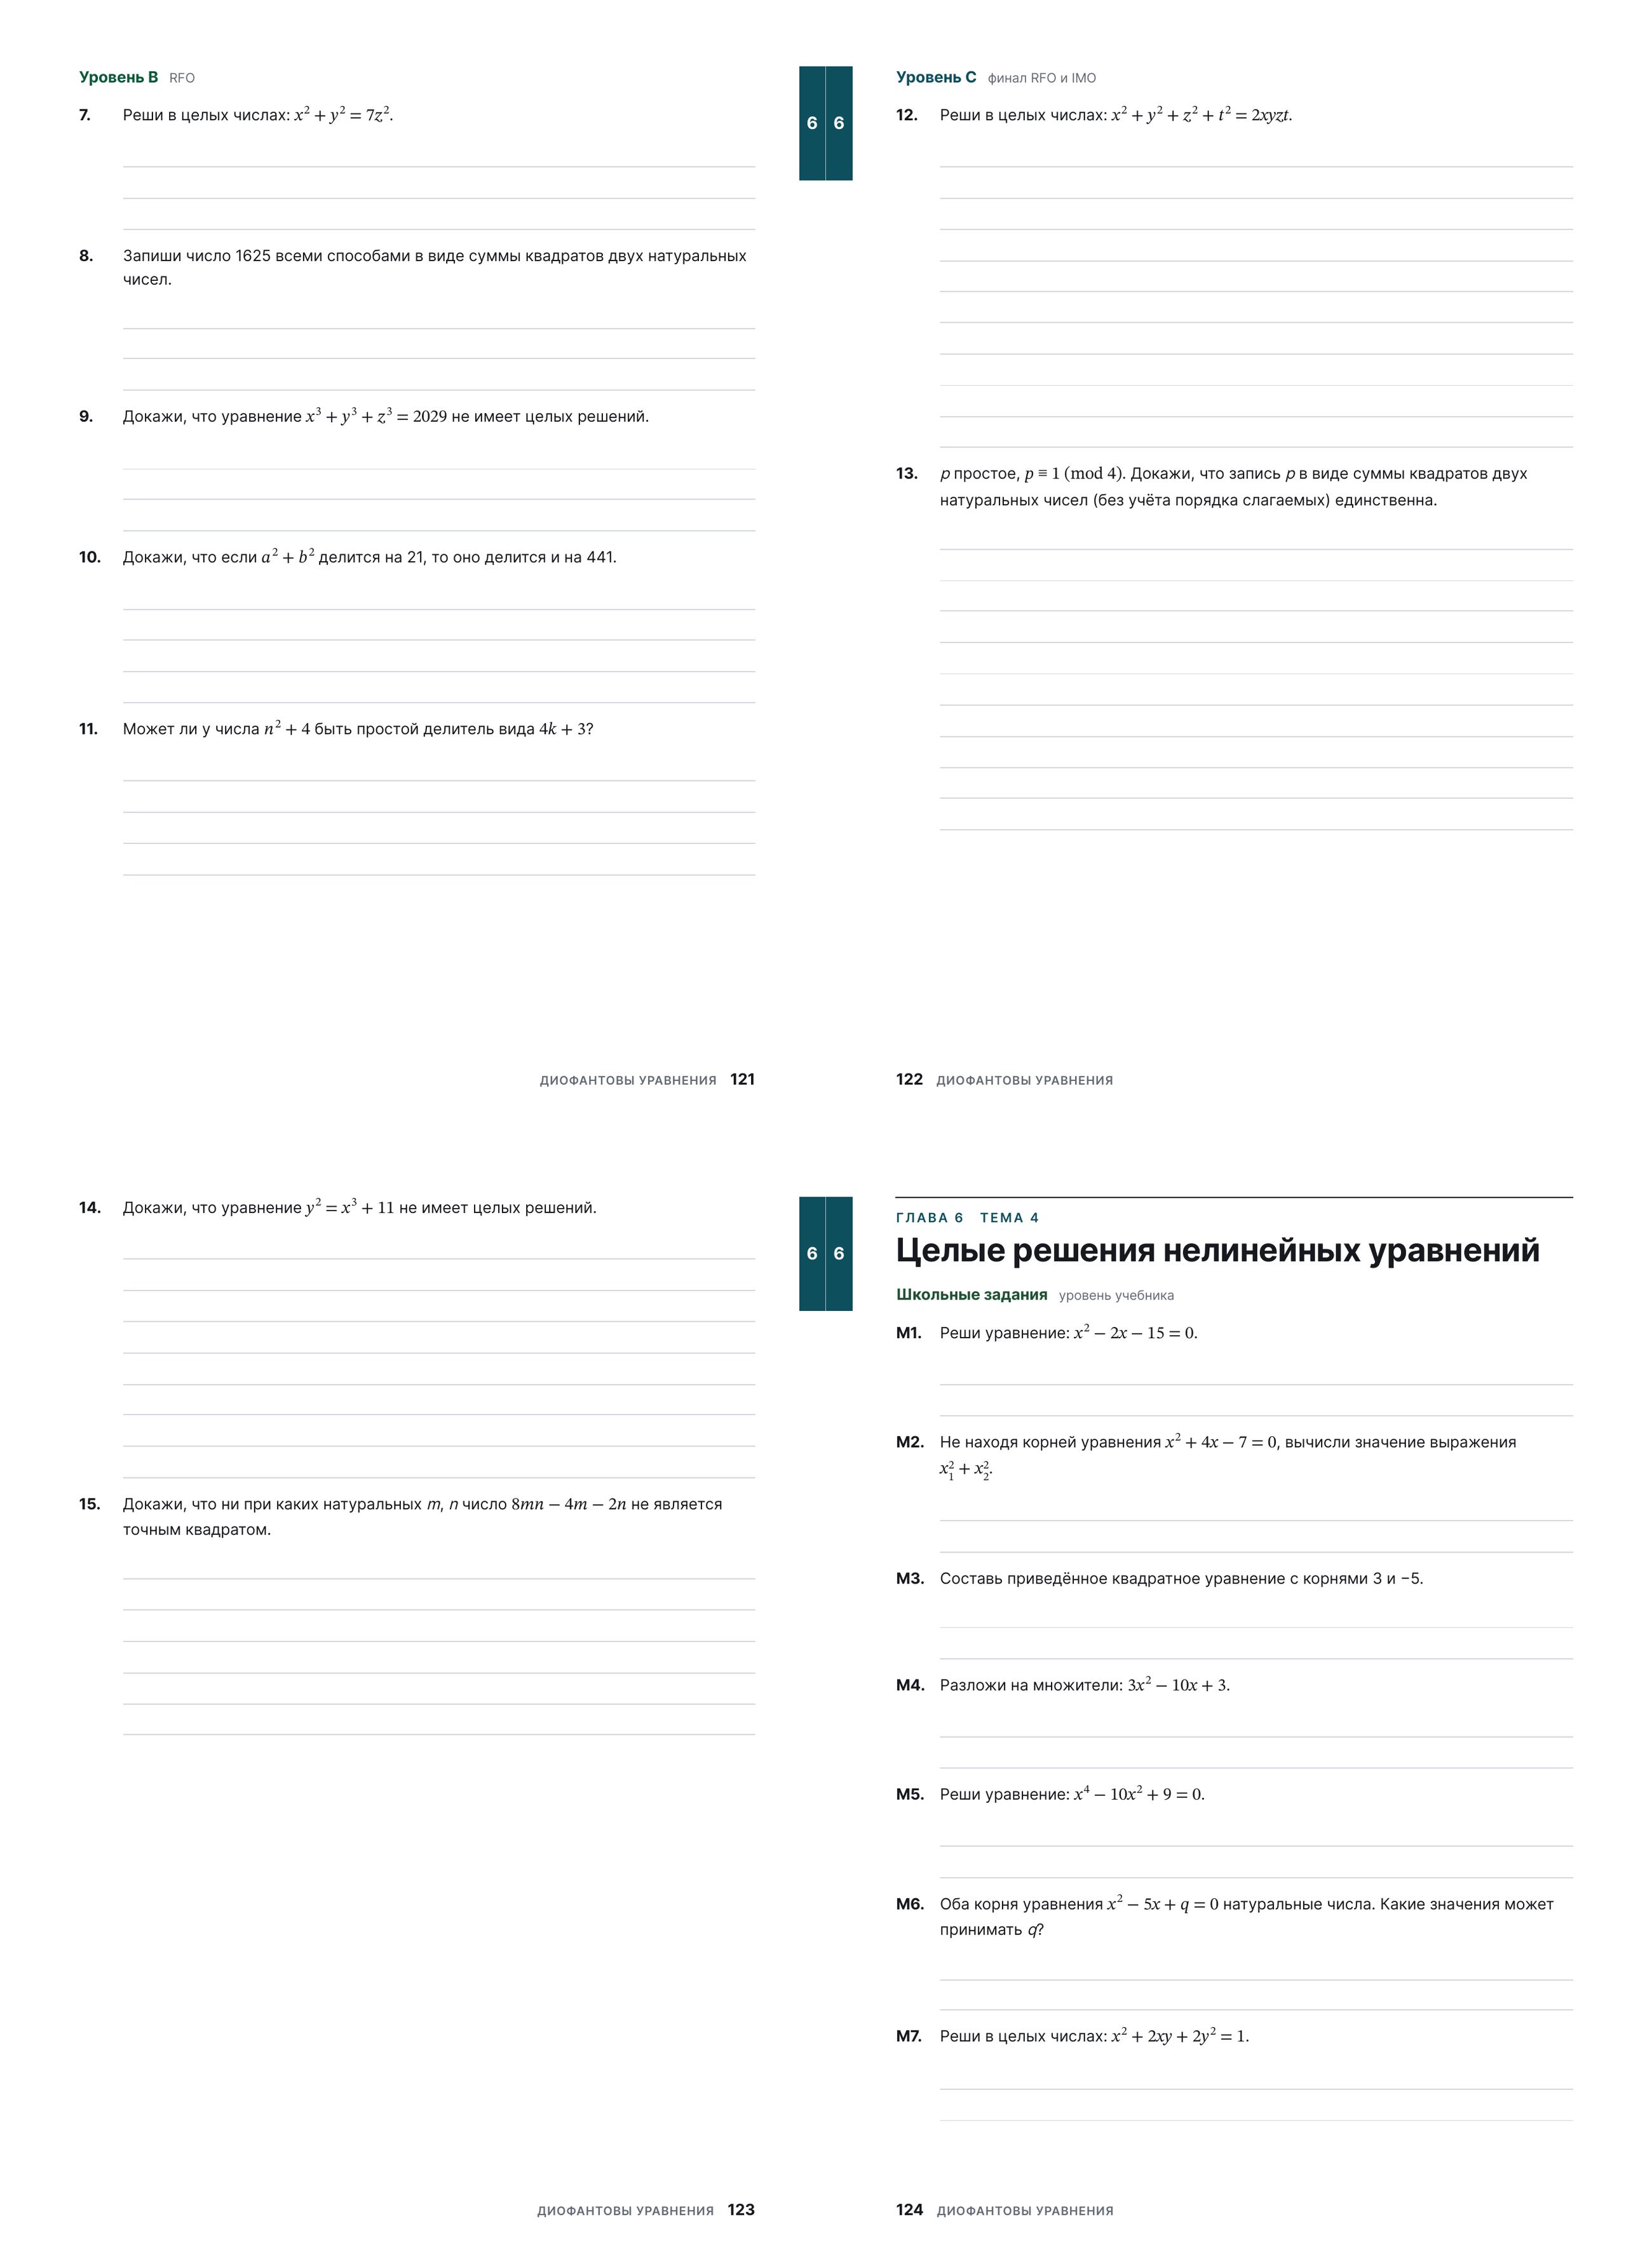 Уровень B RFO
7. Реши в целых числах: x² + y² = 7z².
8. Запиши число 1625 всеми способами в виде суммы квадратов двух натуральных
чисел.
9. Докажи, что уравнение x³ + y³ + z³ = 2029 не имеет целых решений.
10. Докажи, что если a² + b² делится на 21, то оно делится и на 441.
11. Может ли у числа n² + 4 быть простой делитель вида 4k + 3?
ДИОФАНТОВЫ УРАВНЕНИЯ 121
6 6
Уровень C финал RFO и IMO
12. Реши в целых числах: x² + y² + z² + t² = 2xyzt.
13. p простое, p ≡ 1 (mod 4). Докажи, что запись p в виде суммы квадратов двух
натуральных чисел (без учёта порядка слагаемых) единственна.
122 ДИОФАНТОВЫ УРАВНЕНИЯ
14. Докажи, что уравнение y² = x³ + 11 не имеет целых решений.
15. Докажи, что ни при каких натуральных m, n число 8mn − 4m − 2n не является
точным квадратом.
ДИОФАНТОВЫ УРАВНЕНИЯ 123
6 6
ГЛАВА 6 ТЕМА 4
Целые решения нелинейных уравнений
Школьные задания уровень учебника
М1. Реши уравнение: x² − 2x − 15 = 0.
М2. Не находя корней уравнения x² + 4x − 7 = 0, вычисли значение выражения
x₁² + x₂².
М3. Составь приведённое квадратное уравнение с корнями 3 и −5.
М4. Разложи на множители: 3x² − 10x + 3.
М5. Реши уравнение: x⁴ − 10x² + 9 = 0.
М6. Оба корня уравнения x² − 5x + q = 0 натуральные числа. Какие значения может
принимать q?
М7. Реши в целых числах: x² + 2xy + 2y² = 1.
124 ДИОФАНТОВЫ УРАВНЕНИЯ